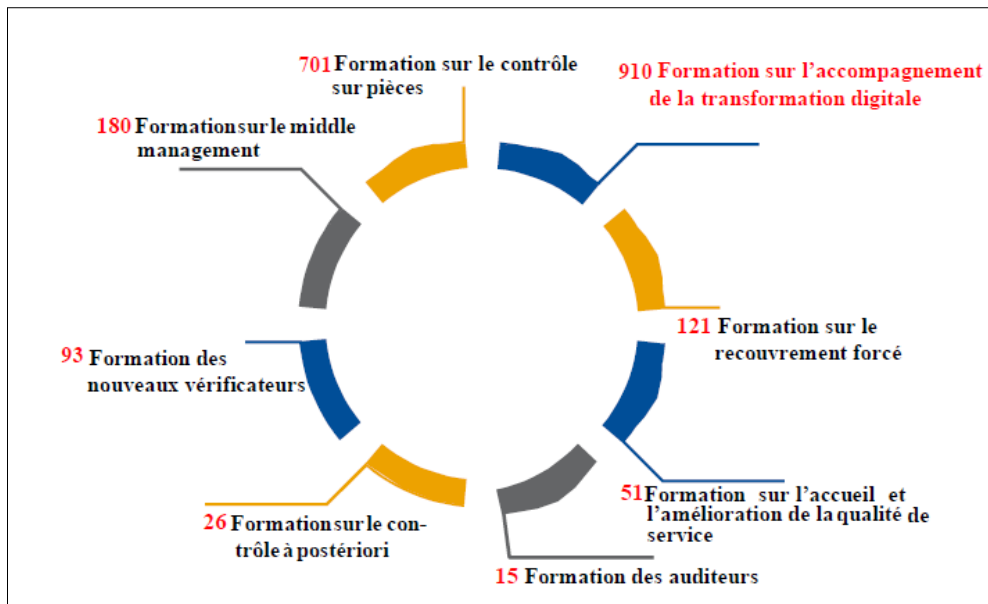 701 Formation sur le contrôle
sur pièces
910 Formation sur l’accompagnement
de la transformation digitale
180 Formation sur le middle
management
121 Formation sur le
recouvrement forcé
93 Formation des
nouveaux vérificateurs
51 Formation sur l’accueil et
l’amélioration de la qualité de
service
26 Formation sur le con-
trôle à postériori
15 Formation des auditeurs